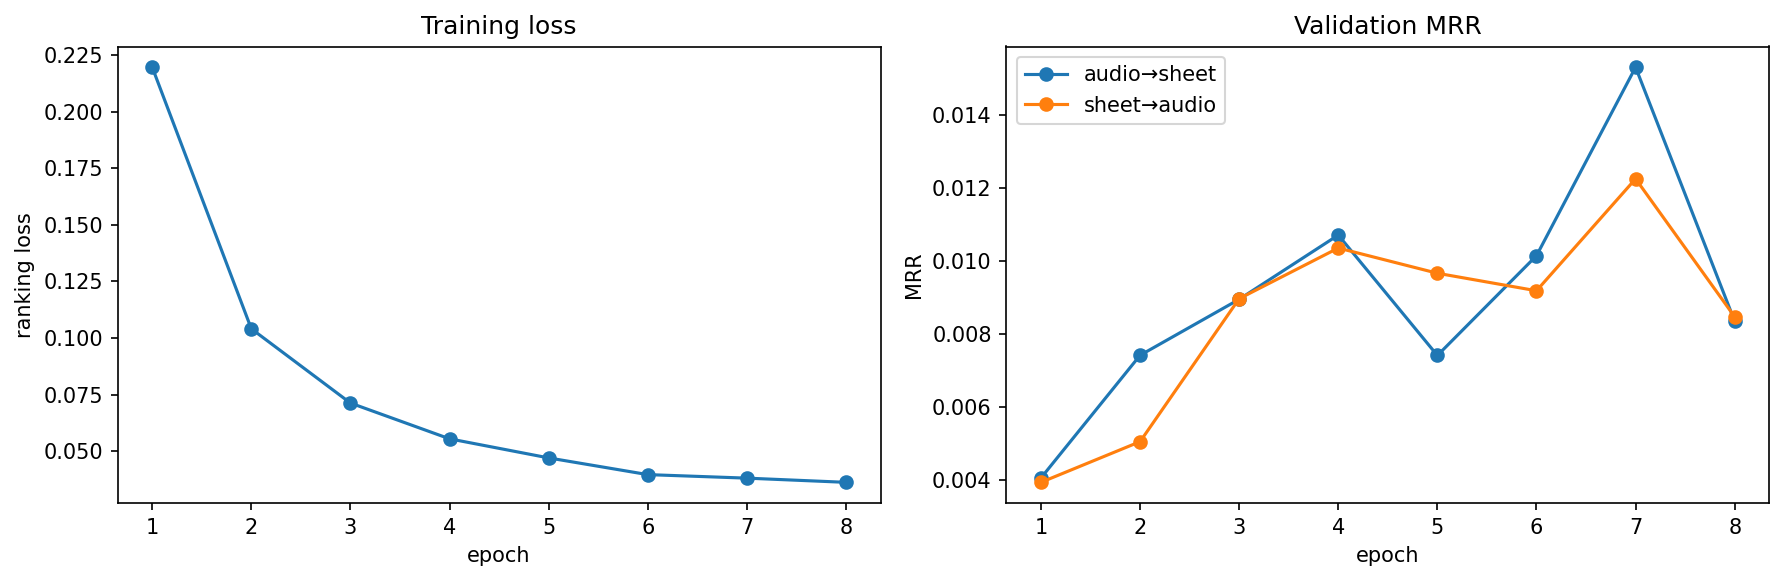 Training loss
ranking loss
0.225
0.200
0.175
0.150
0.125
0.100
0.075
0.050
1 2 3 4 5 6 7 8
epoch
Validation MRR
audio→sheet
sheet→audio
MRR
0.014
0.012
0.010
0.008
0.006
0.004
1 2 3 4 5 6 7 8
epoch